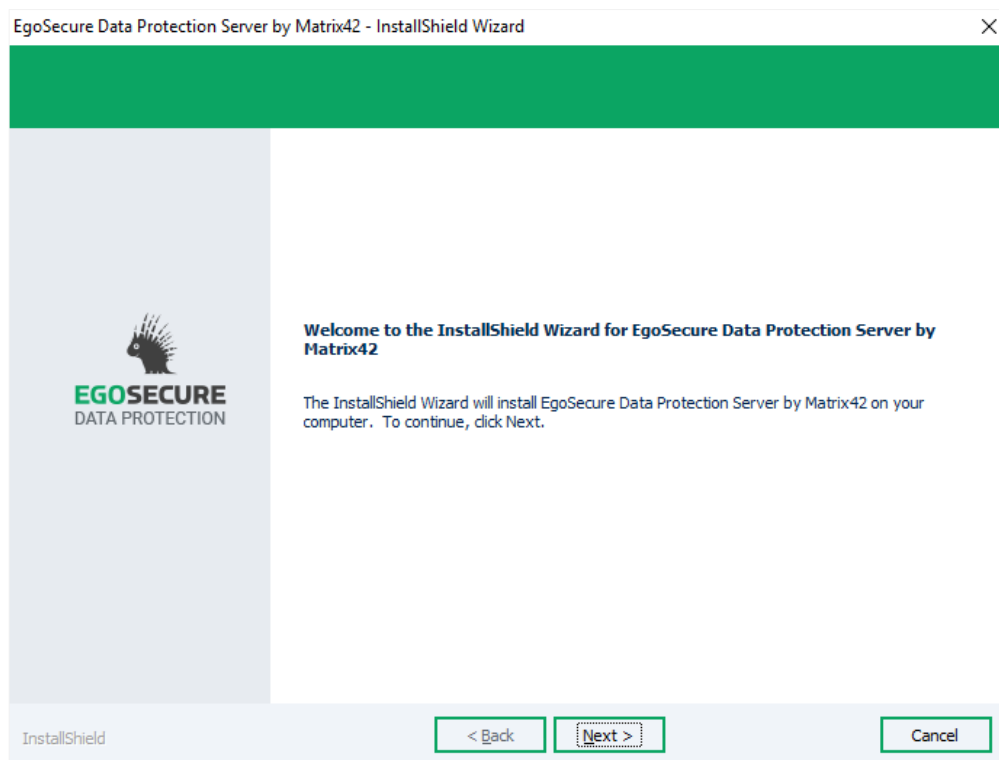 EgoSecure Data Protection Server by Matrix42 - InstallShield Wizard
EGOSECURE
DATA PROTECTION
Welcome to the InstallShield Wizard for EgoSecure Data Protection Server by
Matrix42
The InstallShield Wizard will install EgoSecure Data Protection Server by Matrix42 on your
computer.  To continue, click Next.
InstallShield
< Back
Next >
Cancel